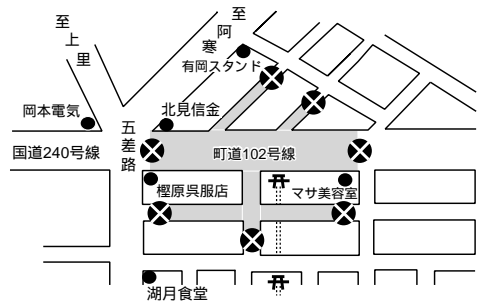 至阿寒
至上里
有岡スタンド
岡本電気
北見信金
五差路
国道240号線
町道102号線
樫原呉服店
マサ美容室
湖月食堂